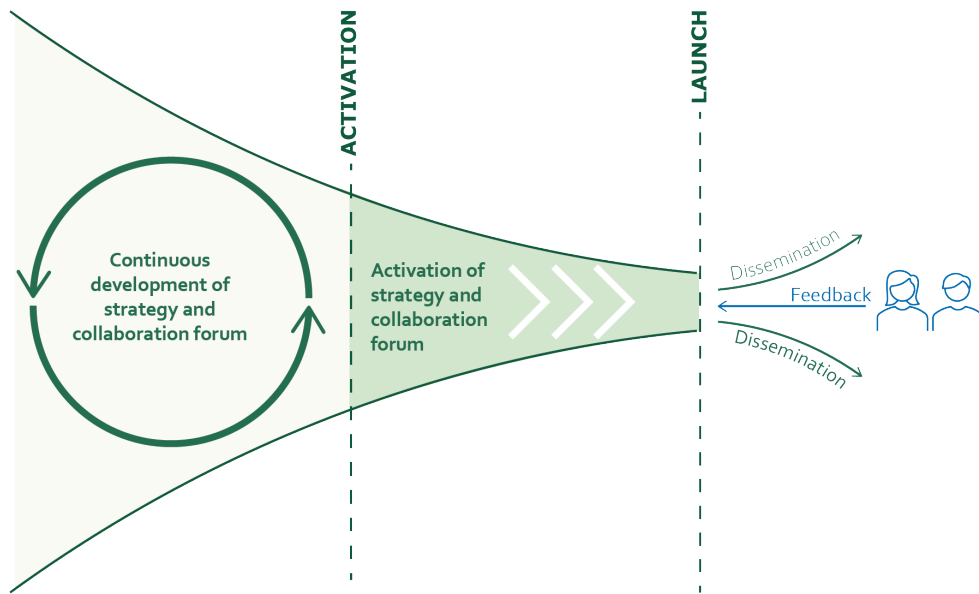 ACTIVATION
LAUNCH
Continuous
development of
strategy and
collaboration forum
Activation of
strategy and
collaboration
forum
Dissemination
Feedback
Dissemination